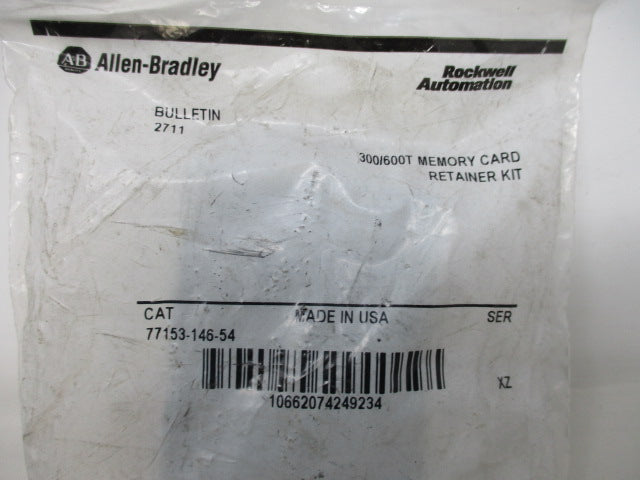 AB Allen-Bradley
Rockwell
Automation
BULLETIN
2711
300/600T MEMORY CARD
RETAINER KIT
CAT MADE IN USA SER
77153-146-54
XZ
10662074249234